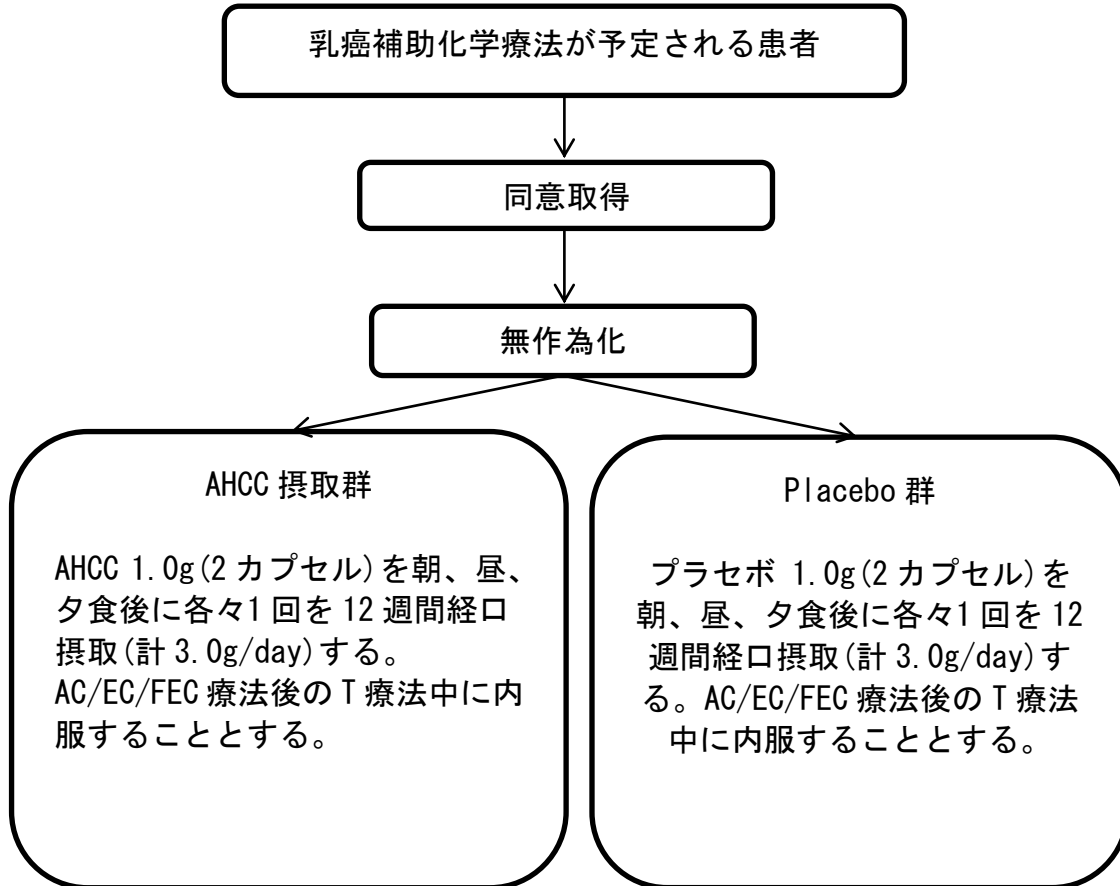 乳癌補助化学療法が予定される患者
同意取得
無作為化
AHCC 摂取群
AHCC 1.0g(2 カプセル)を朝、昼、
夕食後に各々1 回を 12 週間経口
摂取(計 3.0g/day)する。
AC/EC/FEC 療法後の T 療法中に内
服することとする。
Placebo 群
プラセボ 1.0g(2 カプセル)を
朝、昼、夕食後に各々1 回を 12
週間経口摂取(計 3.0g/day)す
る。AC/EC/FEC 療法後の T 療法
中に内服することとする。